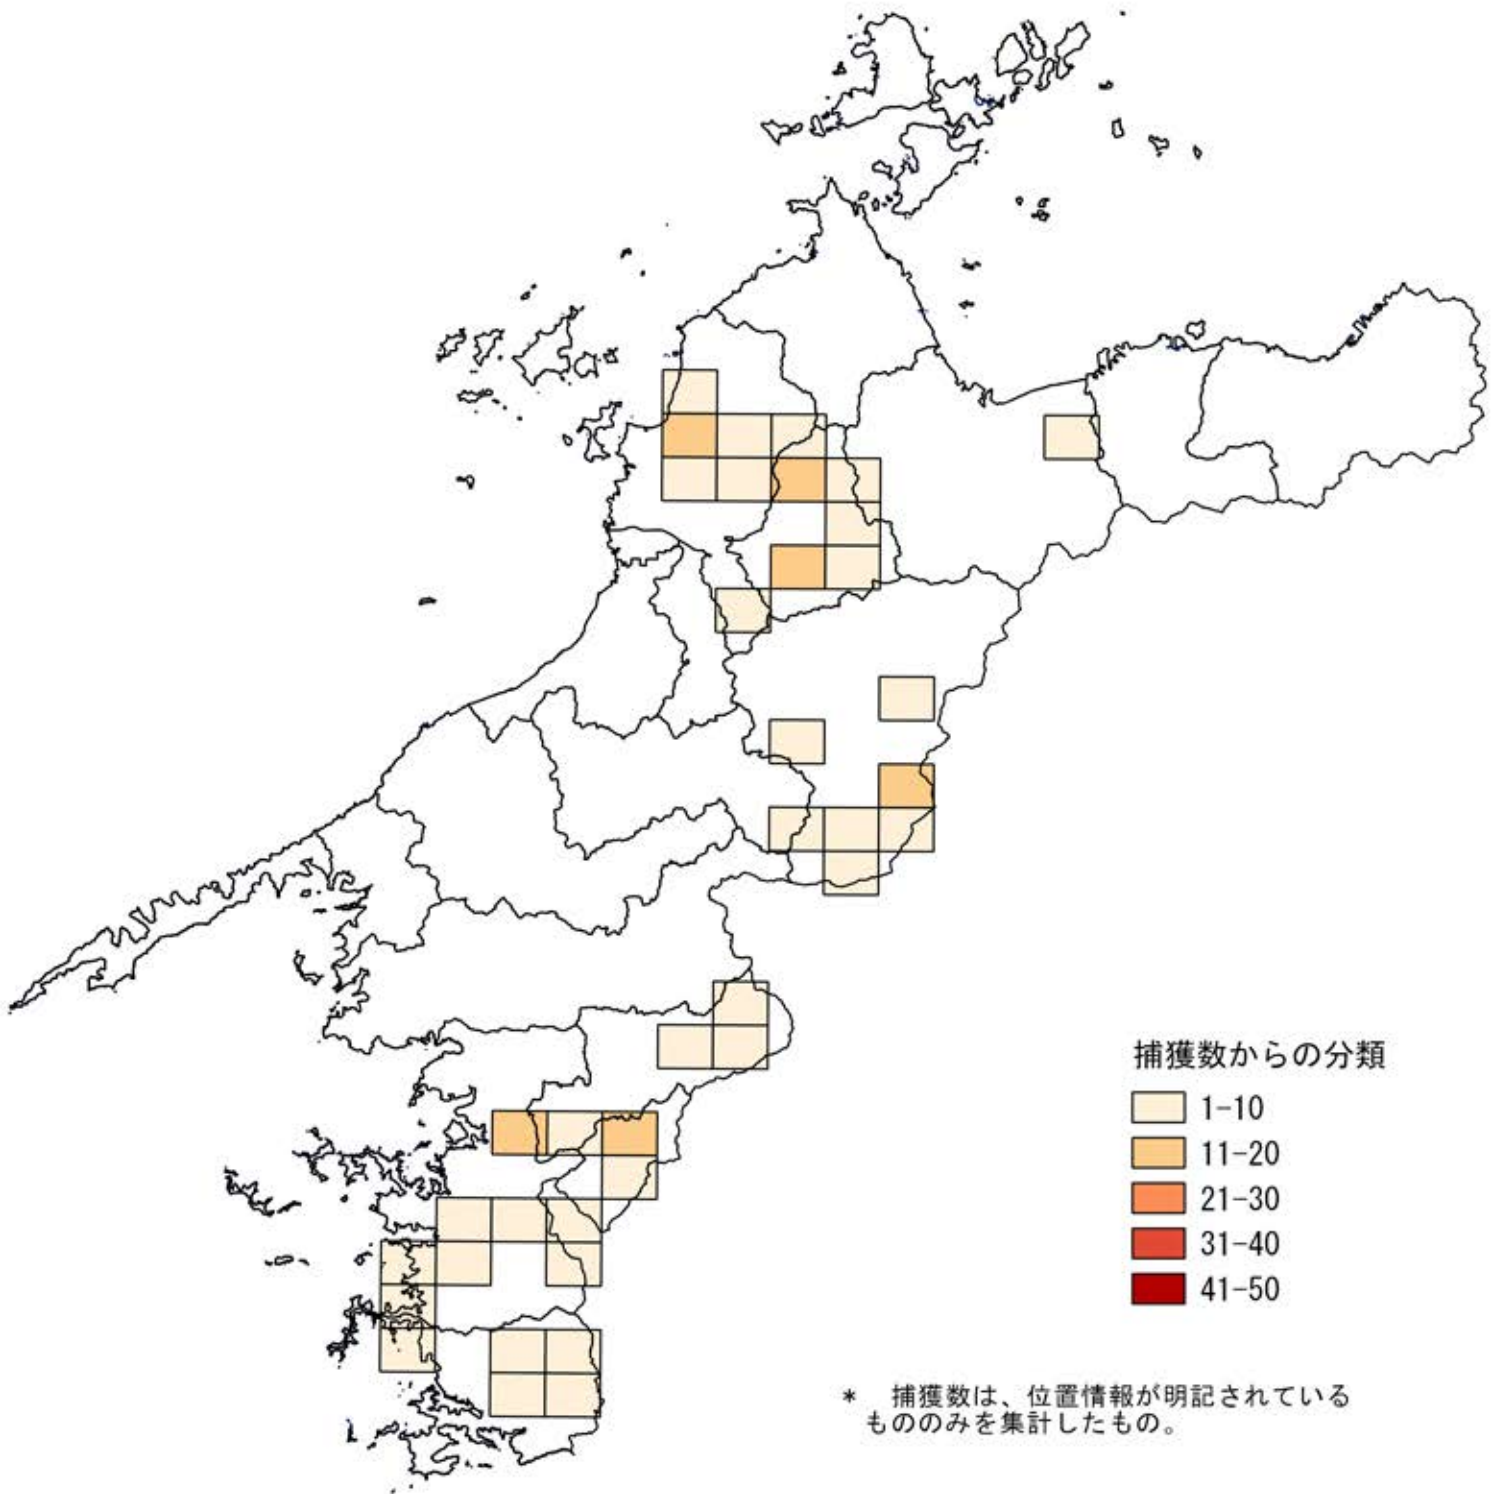 捕獲数からの分類
1-10
11-20
21-30
31-40
41-50
* 捕獲数は、位置情報が明記されている
もののみを集計したもの。